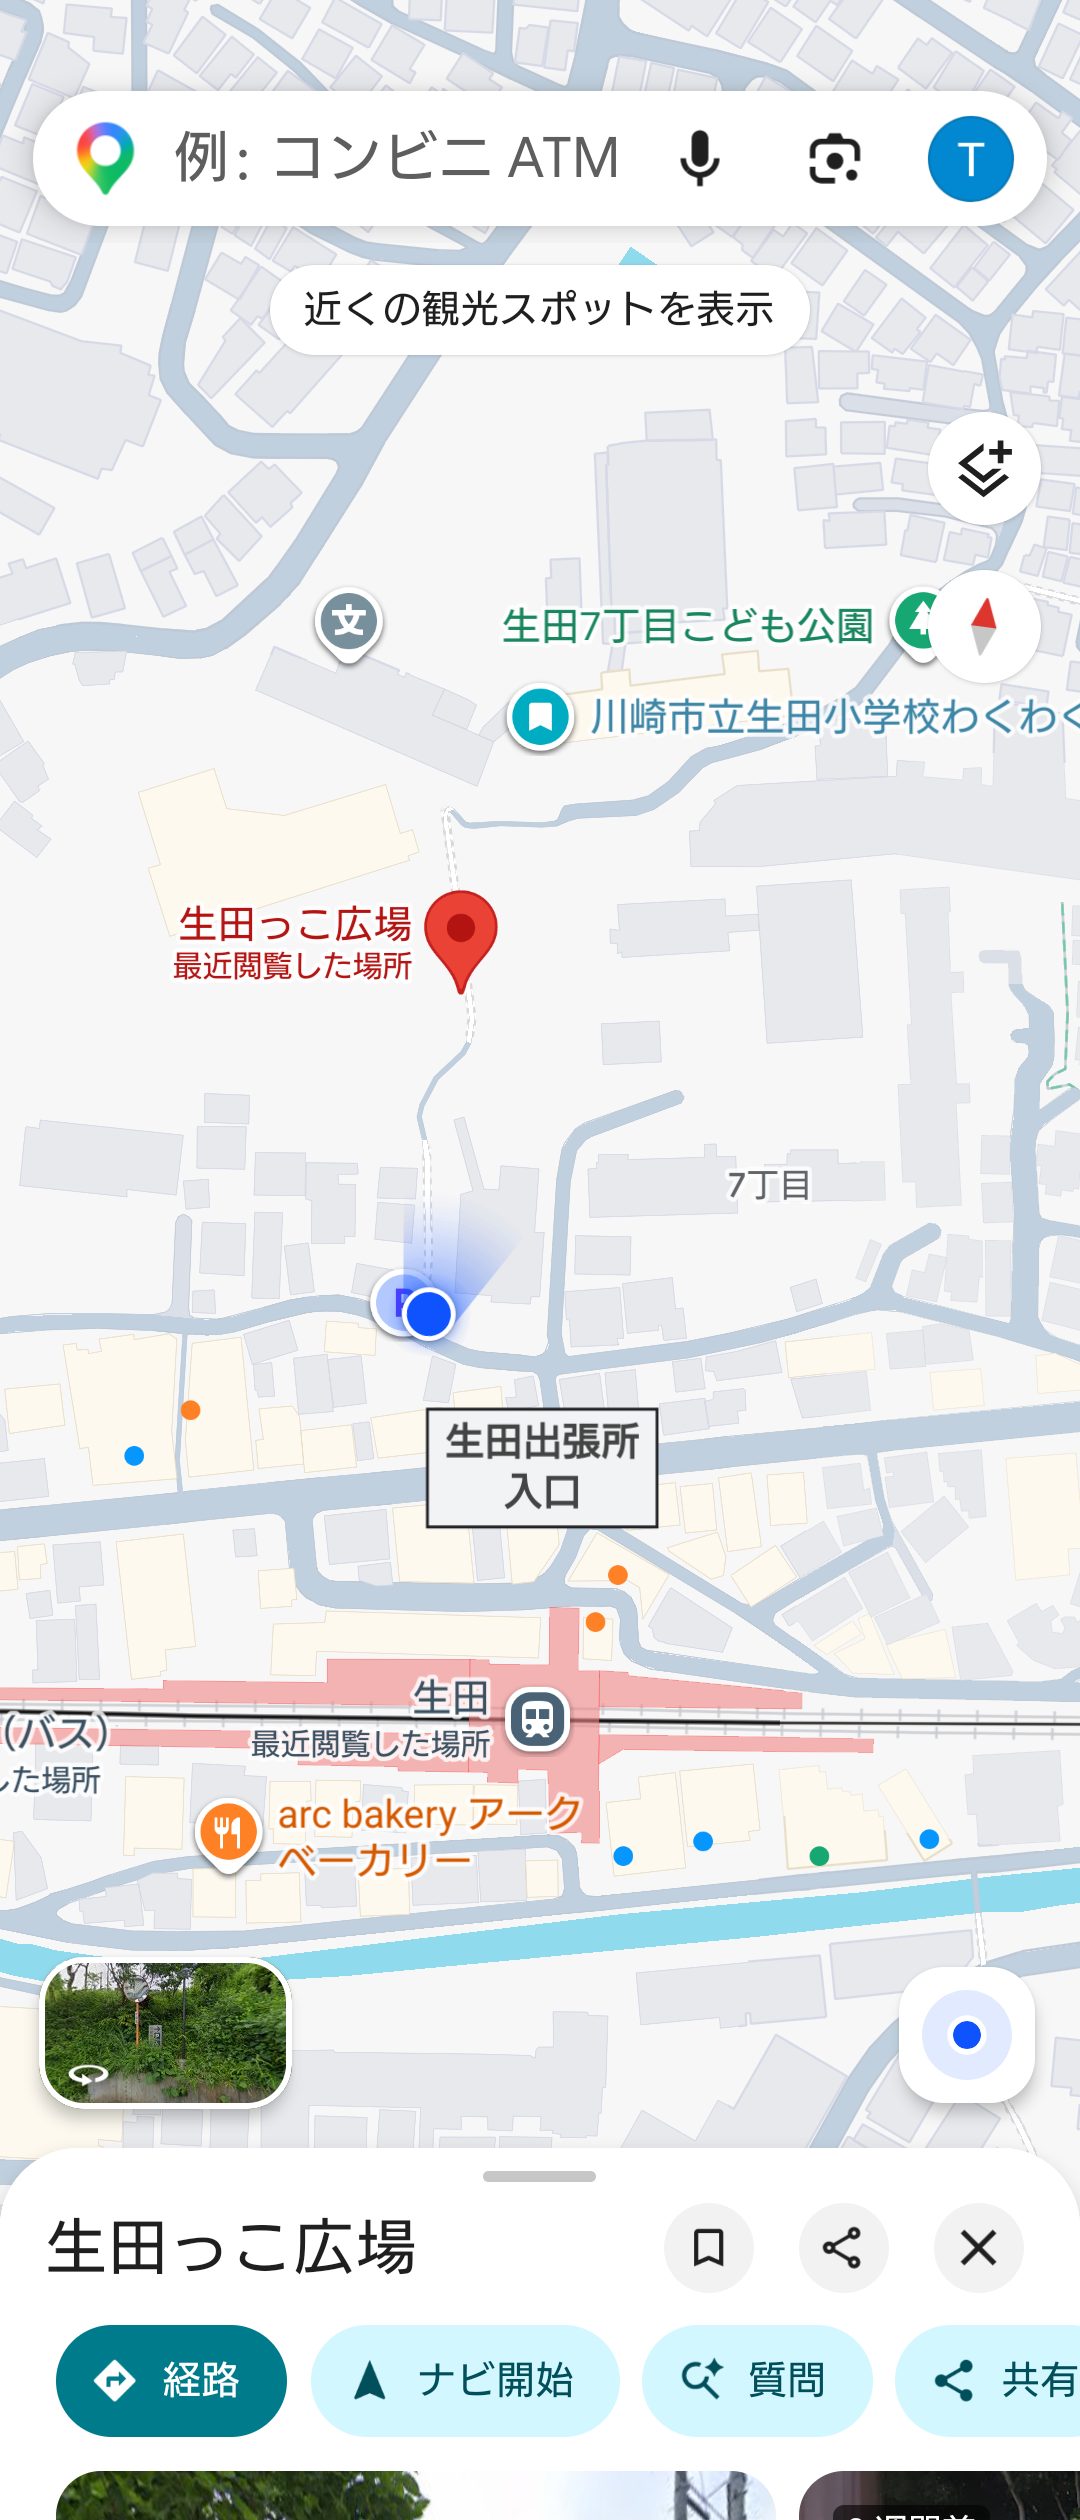 例: コンビニ ATM
T
近くの観光スポットを表示
文
生田7丁目こども公園
川崎市立生田小学校わくわく
生田っこ広場
最近閲覧した場所
7丁目
生田出張所
入口
生田
最近閲覧した場所
(バス)
した場所
arc bakery アーク
ベーカリー
生田っこ広場
経路
ナビ開始
質問
共有